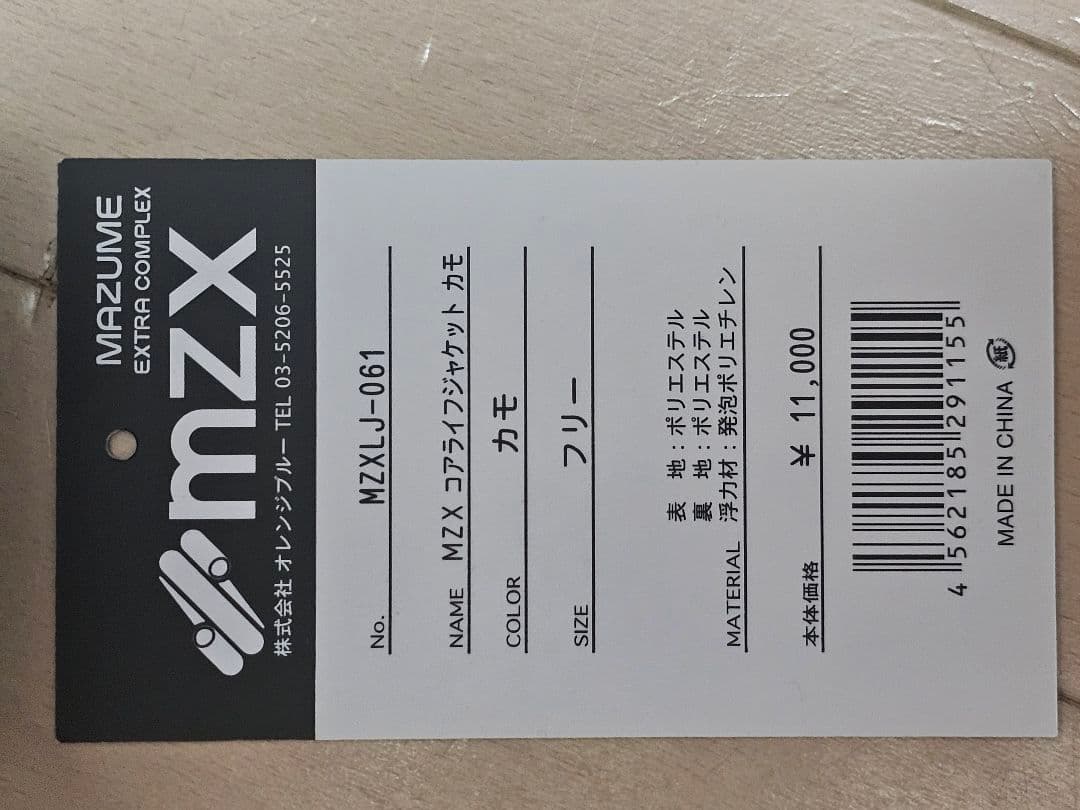 MAZUME
EXTRA COMPLEX
mzx
株式会社 オレンジブルー TEL 03-5206-5525
No. MZXLJ-061
NAME MZX コアライフジャケット カモ
COLOR カモ
SIZE フリー
表 地：ポリエステル
裏 地：ポリエステル
MATERIAL 浮力材：発泡ポリエチレン
本体価格 ¥ 11,000
4 562185 291155
MADE IN CHINA 紙